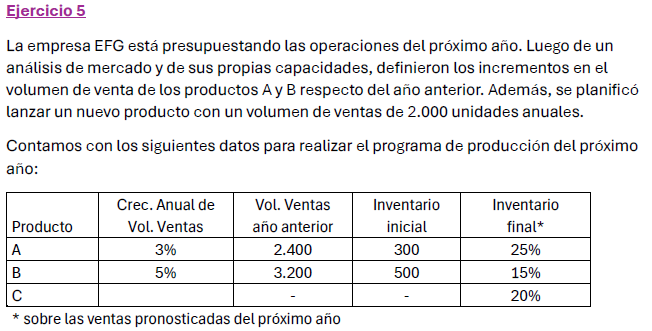 Ejercicio 5
La empresa EFG está presupuestando las operaciones del próximo año. Luego de un
análisis de mercado y de sus propias capacidades, definieron los incrementos en el
volumen de venta de los productos A y B respecto del año anterior. Además, se planificó
lanzar un nuevo producto con un volumen de ventas de 2.000 unidades anuales.
Contamos con los siguientes datos para realizar el programa de producción del próximo
año:
Producto Crec. Anual de Vol. Ventas Vol. Ventas año anterior Inventario inicial Inventario final*
A 3% 2.400 300 25%
B 5% 3.200 500 15%
C - - 20%
* sobre las ventas pronosticadas del próximo año